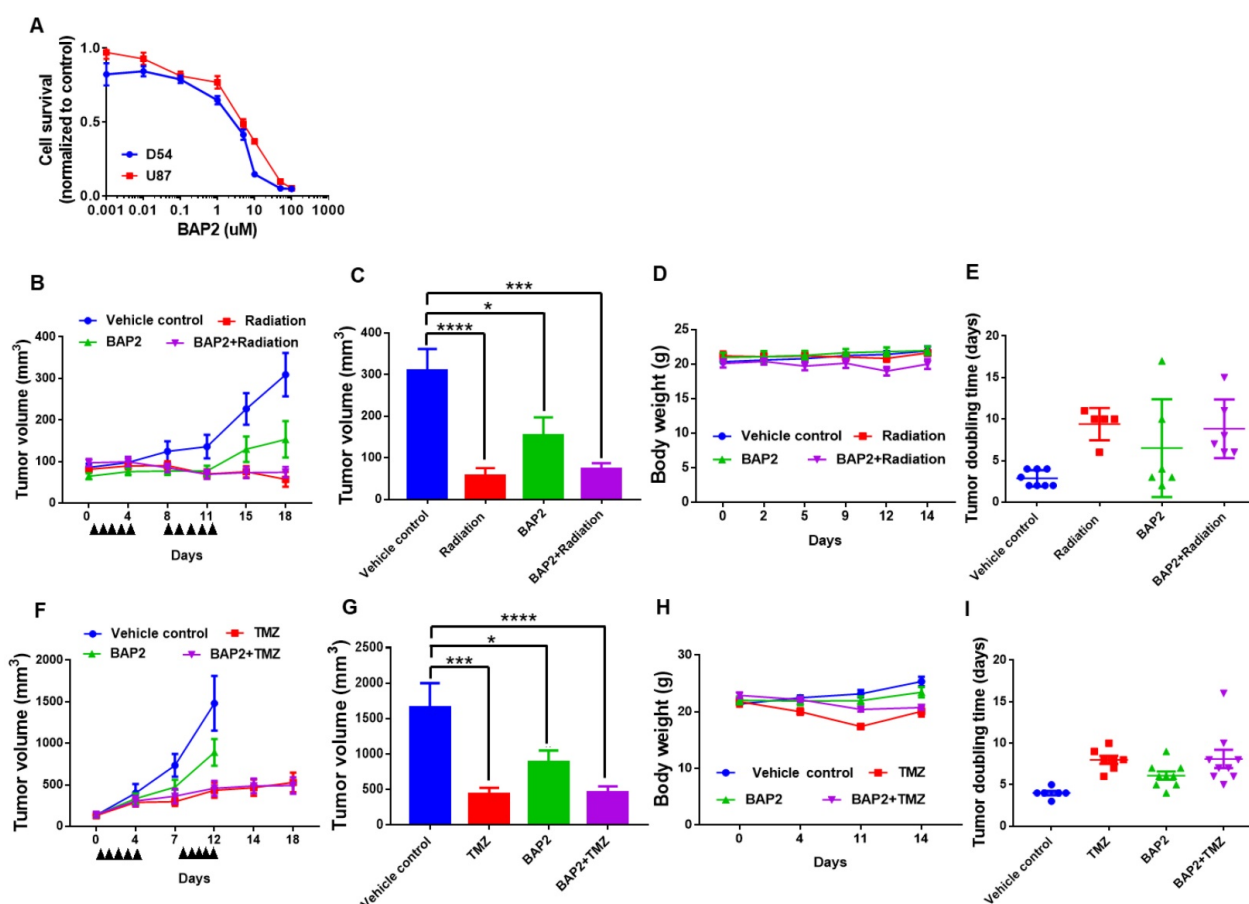 A
Cell survival
(normalized to control)
1.0
0.5
0.0
D54
U87
0.001 0.01 0.1 1 10 100 1000
BAP2 (uM)
B
Vehicle control
Radiation
BAP2
BAP2+Radiation
Tumor volume (mm³)
400
300
200
100
0
0 4 8 11 15 18
Days
C
***
*
****
Tumor volume (mm³)
400
300
200
100
0
Vehicle control
Radiation
BAP2
BAP2+Radiation
D
Body weight (g)
25
20
15
10
5
0
Vehicle control
Radiation
BAP2
BAP2+Radiation
0 2 5 9 12 14
Days
E
Tumor doubling time (days)
20
15
10
5
0
Vehicle control
Radiation
BAP2
BAP2+Radiation
F
Vehicle control
TMZ
BAP2
BAP2+TMZ
Tumor volume (mm³)
2000
1500
1000
500
0
0 4 7 12 14 18
Days
G
****
*
***
Tumor volume (mm³)
2500
2000
1500
1000
500
0
Vehicle control
TMZ
BAP2
BAP2+TMZ
H
Body weight (g)
30
20
10
0
Vehicle control
TMZ
BAP2
BAP2+TMZ
0 4 11 14
Days
I
Tumor doubling time (days)
20
15
10
5
0
Vehicle control
TMZ
BAP2
BAP2+TMZ